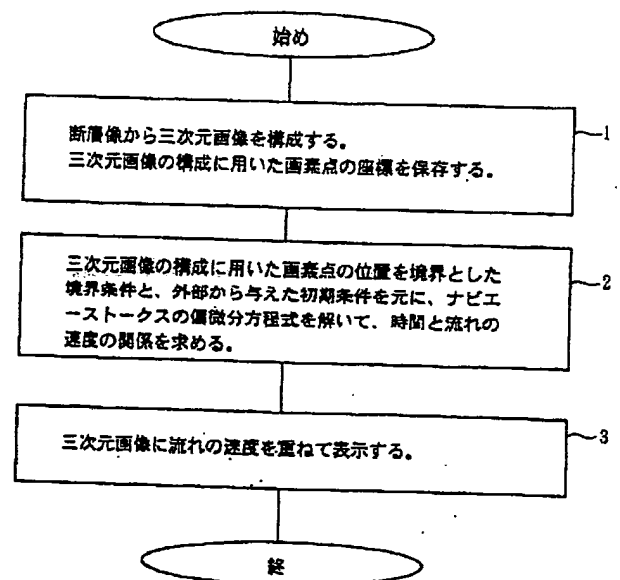 始め
断層像から三次元画像を構成する。
三次元画像の構成に用いた画素点の座標を保存する。
1
三次元画像の構成に用いた画素点の位置を境界とした
境界条件と、外部から与えた初期条件を元に、ナビエ
ーストークスの偏微分方程式を解いて、時間と流れの
速度の関係を求める。
2
三次元画像に流れの速度を重ねて表示する。
3
終